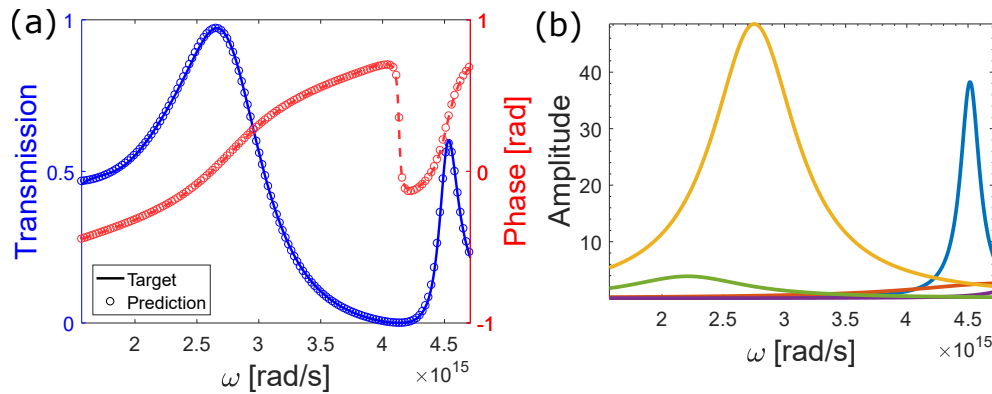 (a)
Transmission
1
0.5
0
Phase [rad]
1
0
-1
Target
Prediction
2 2.5 3 3.5 4 4.5
ω [rad/s]
×10^15
(b)
Amplitude
40
30
20
10
2 2.5 3 3.5 4 4.5
ω [rad/s]
×10^15